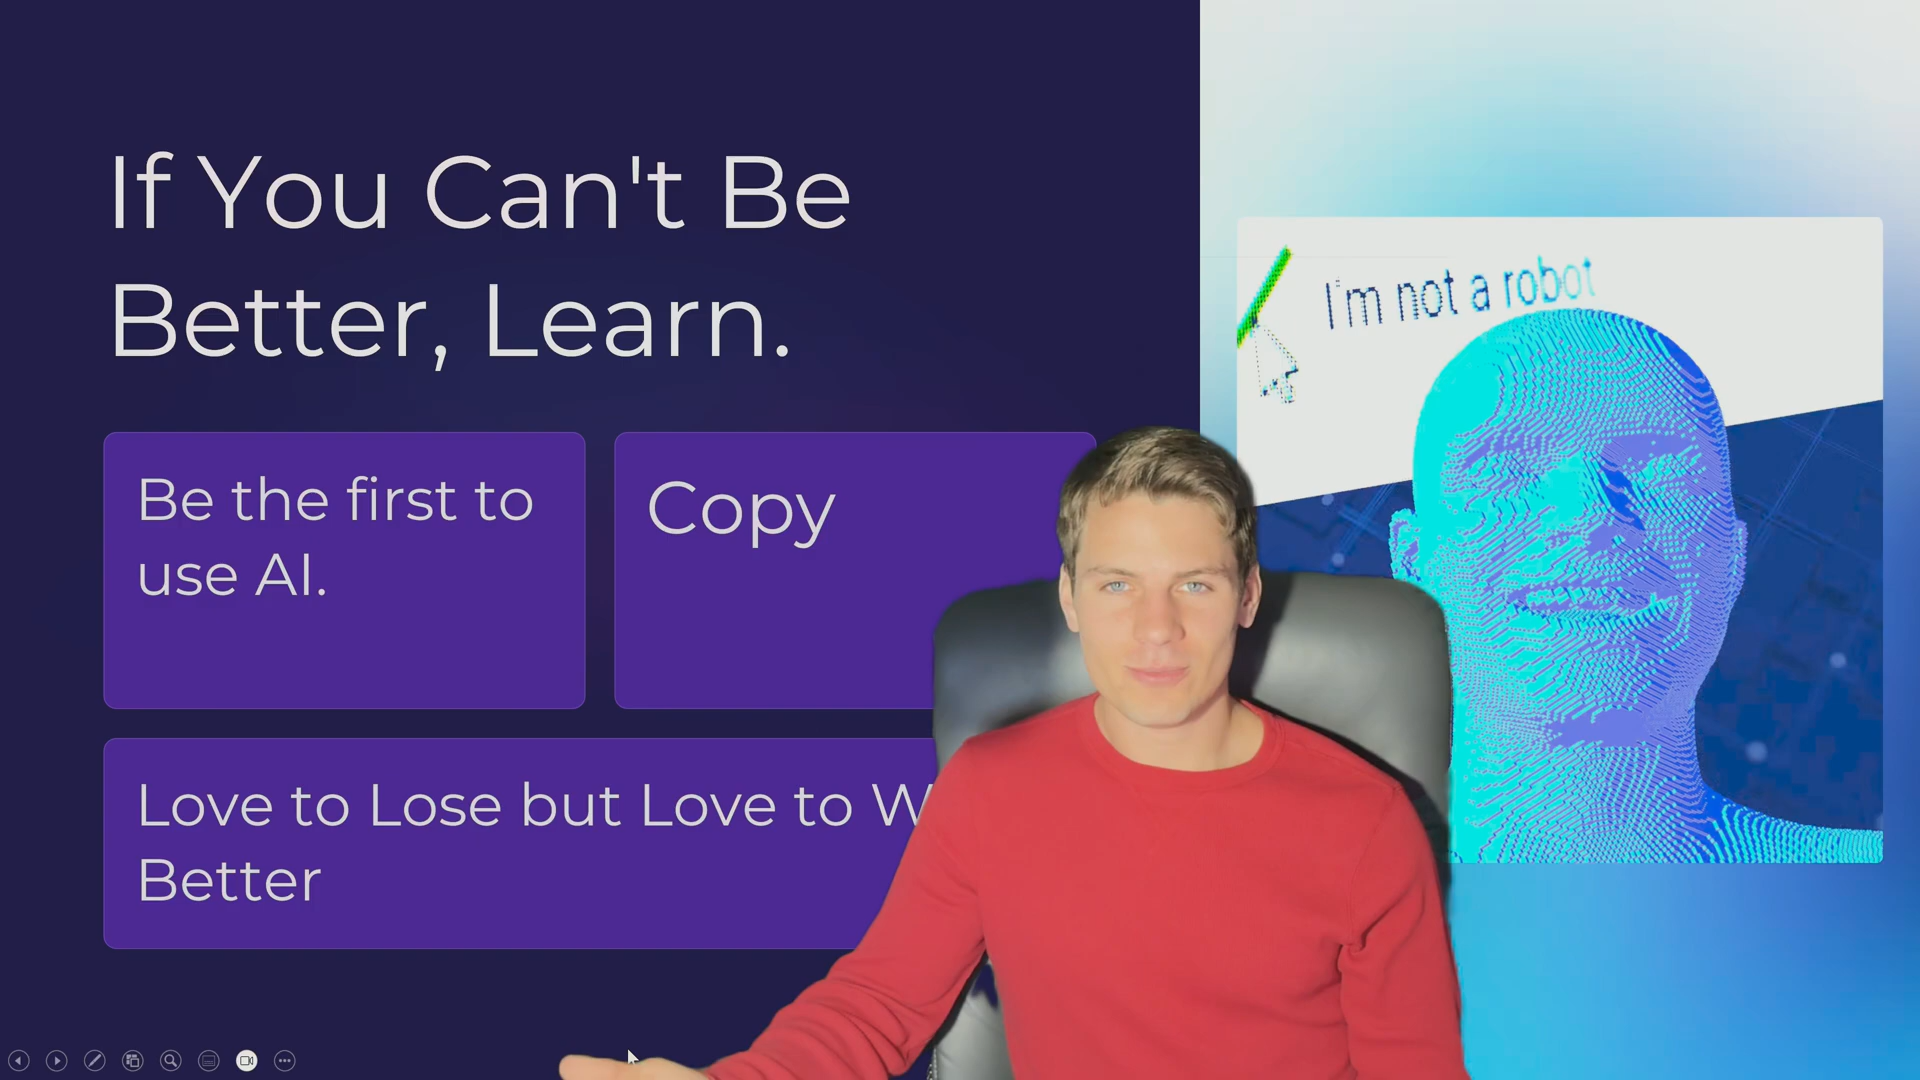 If You Can't Be
Better, Learn.
I'm not a robot
Be the first to
use AI.
Copy
Love to Lose but Love to
Better